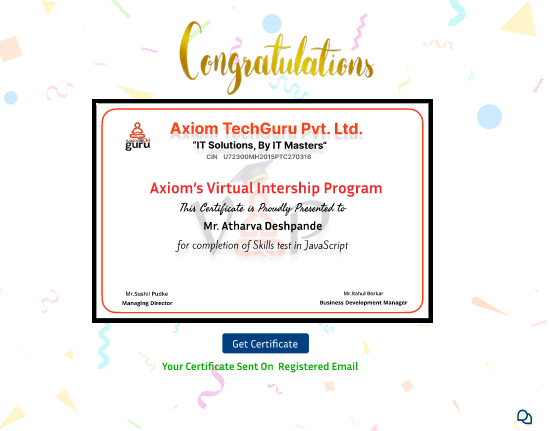 Congratulations
Axiom TechGuru Pvt. Ltd.
"IT Solutions, By IT Masters"
CIN U72300MH2015PTC270316
guru
Axiom's Virtual Intership Program
This Certificate is Proudly Presented to
Mr. Atharva Deshpande
for completion of Skills test in JavaScript
Mr.Sushil Pudke
Mr.Rahul Borkar
Managing Director
Business Development Manager
Get Certificate
Your Certificate Sent On Registered Email